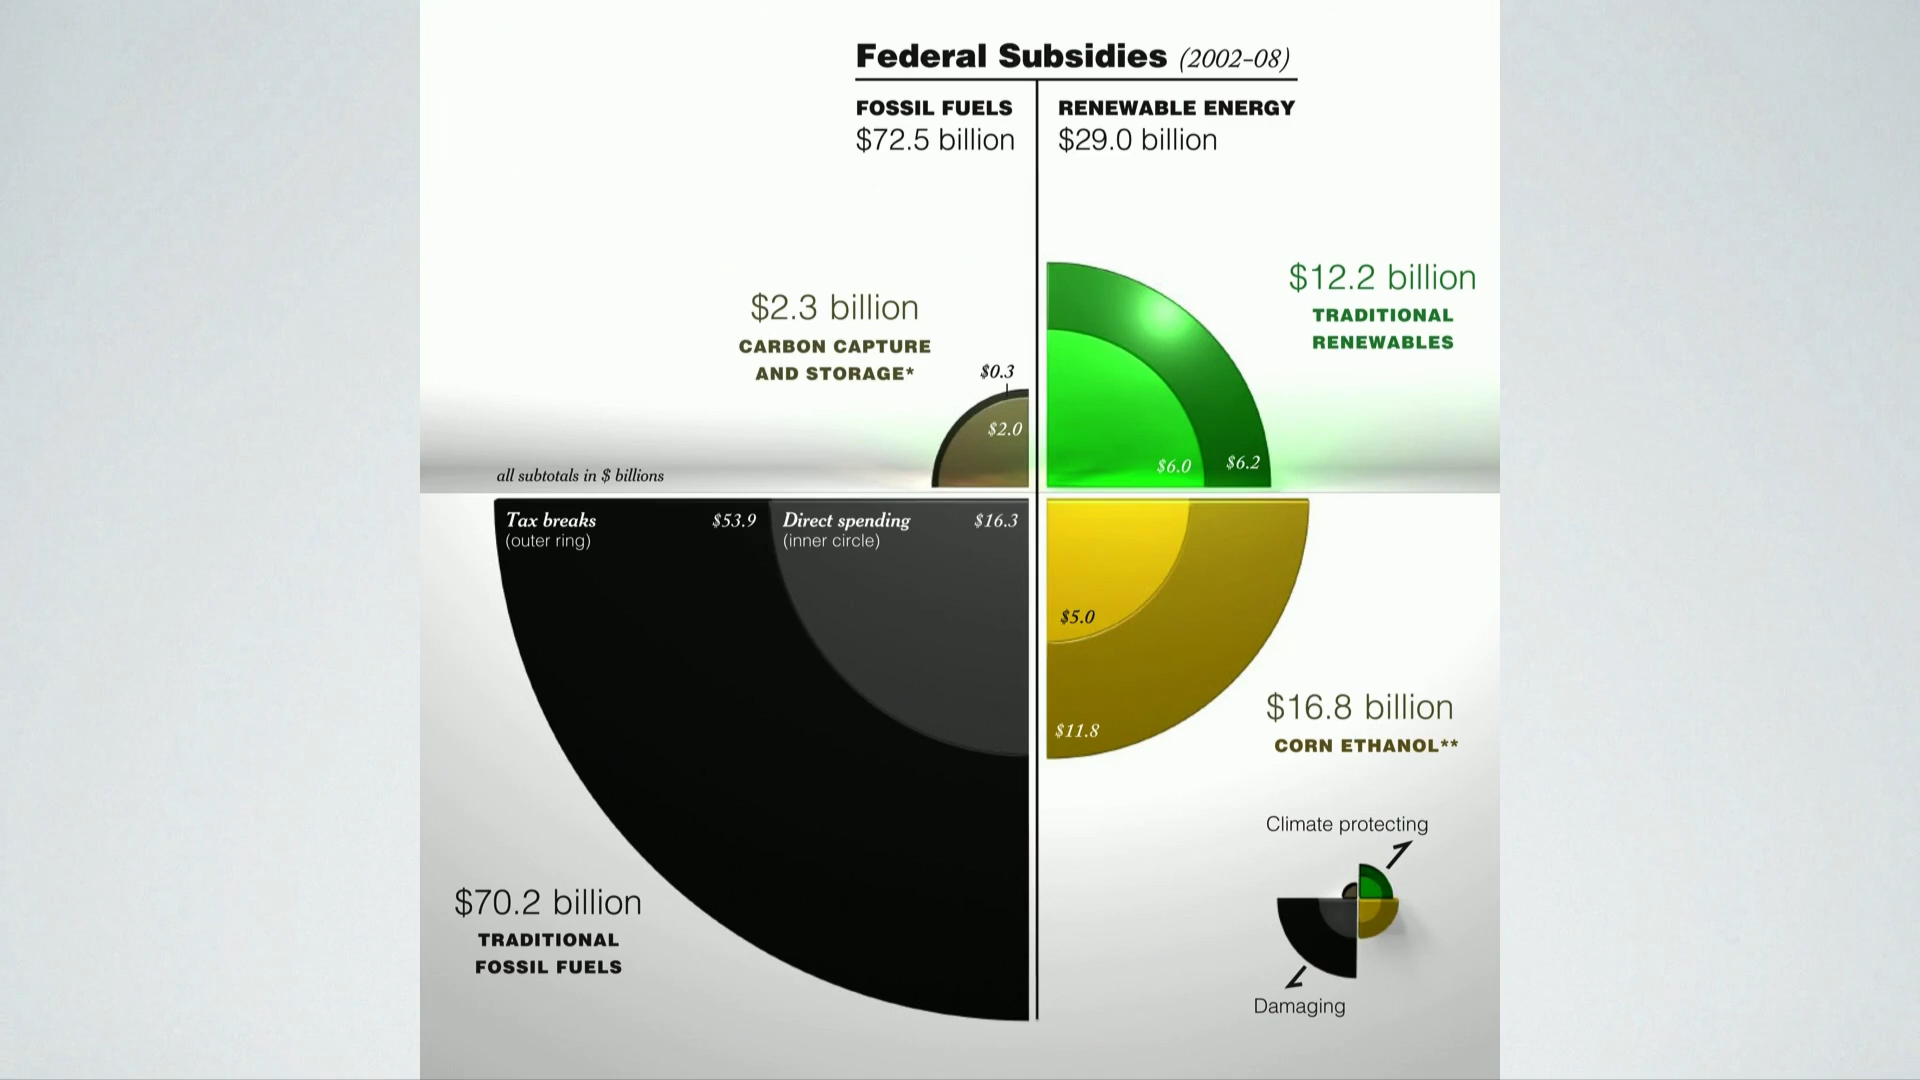 Federal Subsidies (2002-08)
FOSSIL FUELS
$72.5 billion
RENEWABLE ENERGY
$29.0 billion
$2.3 billion
CARBON CAPTURE
AND STORAGE*
$0.3
$2.0
$12.2 billion
TRADITIONAL
RENEWABLES
$6.0
$6.2
all subtotals in $ billions
Tax breaks
(outer ring)
$53.9
Direct spending
(inner circle)
$16.3
$5.0
$11.8
$16.8 billion
CORN ETHANOL**
$70.2 billion
TRADITIONAL
FOSSIL FUELS
Climate protecting
Damaging